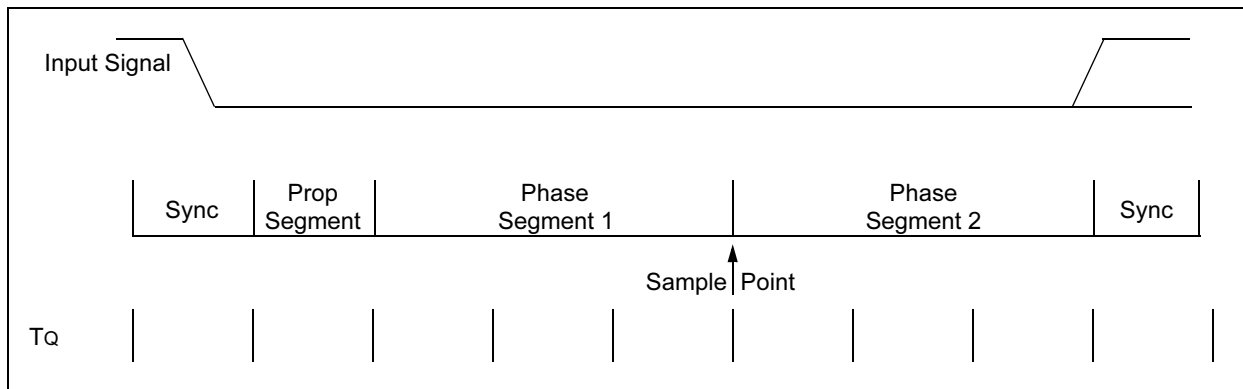 Input Signal
Sync
Prop
Segment
Phase
Segment 1
Phase
Segment 2
Sync
Sample Point
TQ